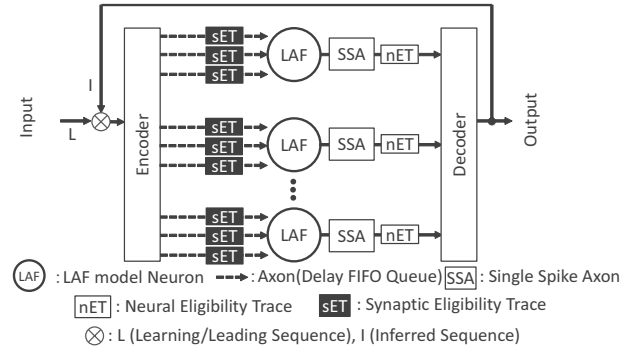 sET
sET
sET
LAF
SSA
nET
I
Input
L
Encoder
sET
sET
sET
LAF
SSA
nET
Decoder
Output
sET
sET
sET
LAF
SSA
nET
LAF : LAF model Neuron : Axon(Delay FIFO Queue) SSA : Single Spike Axon
nET : Neural Eligibility Trace sET : Synaptic Eligibility Trace
: L (Learning/Leading Sequence), I (Inferred Sequence)